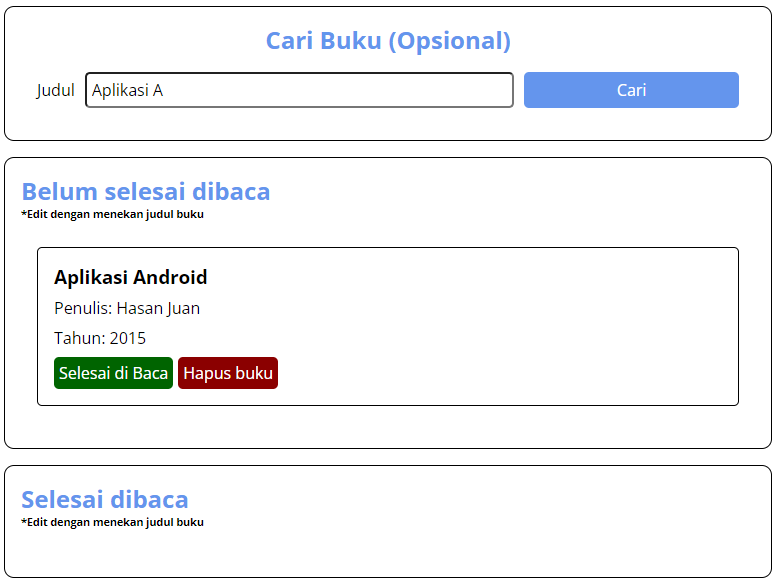 Cari Buku (Opsional)
Judul Aplikasi A Cari
Belum selesai dibaca
*Edit dengan menekan judul buku
Aplikasi Android
Penulis: Hasan Juan
Tahun: 2015
Selesai di Baca Hapus buku
Selesai dibaca
*Edit dengan menekan judul buku